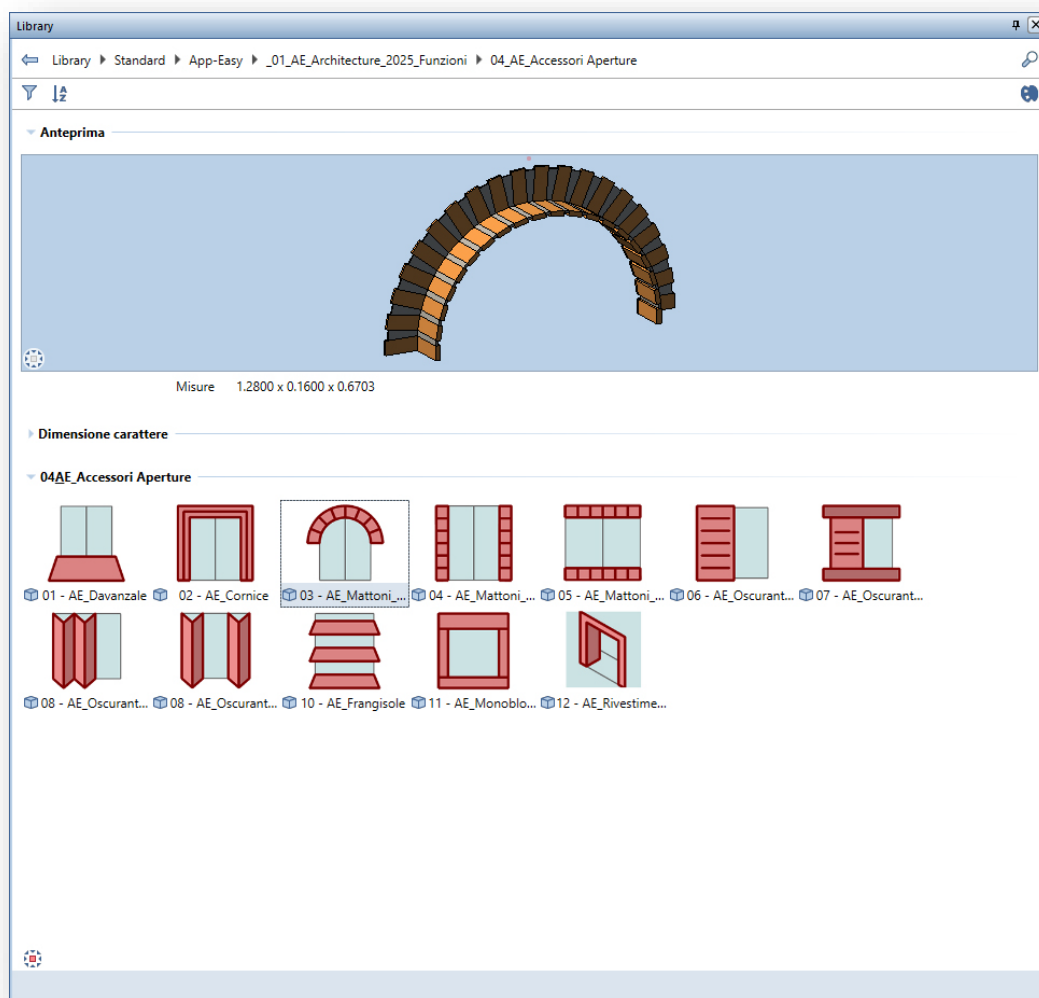 Library
Library Standard App-Easy _01_AE_Architecture_2025_Funzioni 04_AE_Accessori Aperture
Anteprima
Misure 1.2800 x 0.1600 x 0.6703
Dimensione carattere
04AE_Accessori Aperture
01 - AE_Davanzale 02 - AE_Cornice 03 - AE_Mattoni_... 04 - AE_Mattoni_... 05 - AE_Mattoni_... 06 - AE_Oscurant... 07 - AE_Oscurant...
08 - AE_Oscurant... 08 - AE_Oscurant... 10 - AE_Frangisole 11 - AE_Monoblo... 12 - AE_Rivestime...